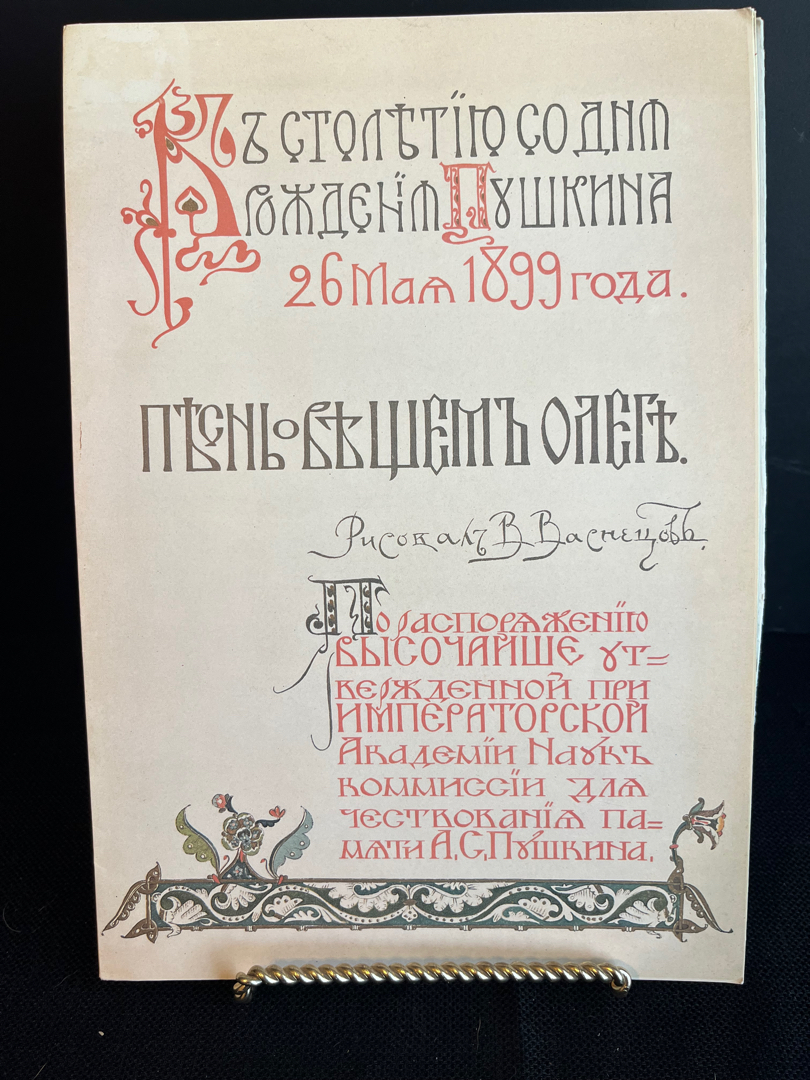 Къ столѣтїю со дня
рожденїя Пушкина
26 Мая 1899 года.
Пѣснь о вѣщемъ Олегѣ.
Рисовалъ В Васнецовъ.
По распоряженїю
высочайше ут=
вержденной при
императорской
Академїи Наукъ
коммиссїи для
чествованїя па=
мяти А.С.Пушкина.